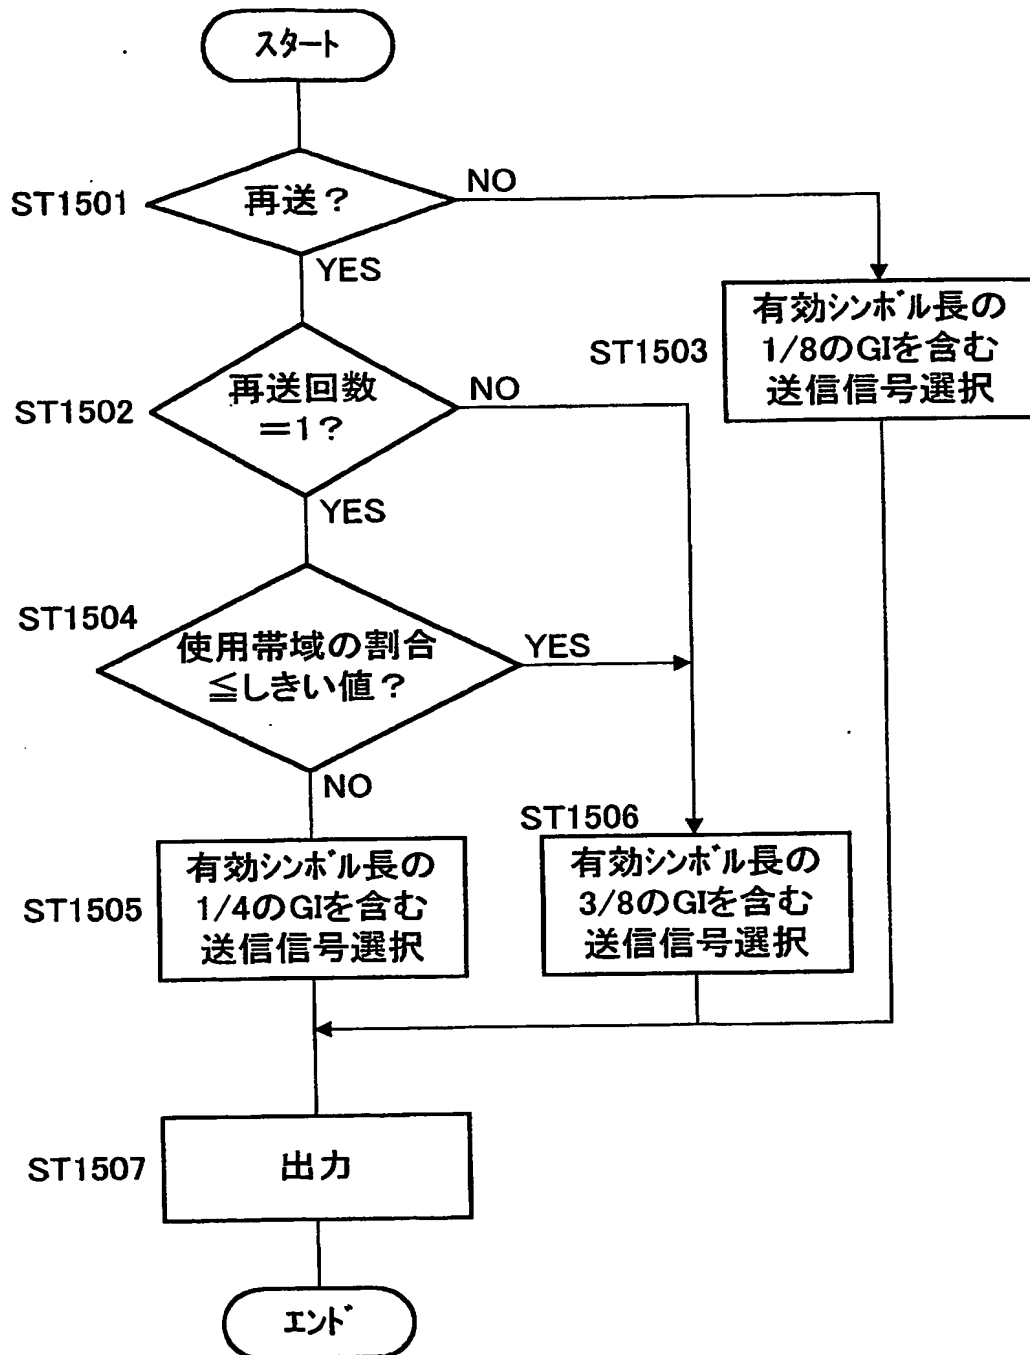 スタート
ST1501
再送？
NO
YES
ST1503
有効シンボル長の
1/8のGIを含む
送信信号選択
ST1502
再送回数
＝1？
NO
YES
ST1504
使用帯域の割合
≦しきい値？
YES
NO
ST1505
有効シンボル長の
1/4のGIを含む
送信信号選択
ST1506
有効シンボル長の
3/8のGIを含む
送信信号選択
ST1507
出力
エンド